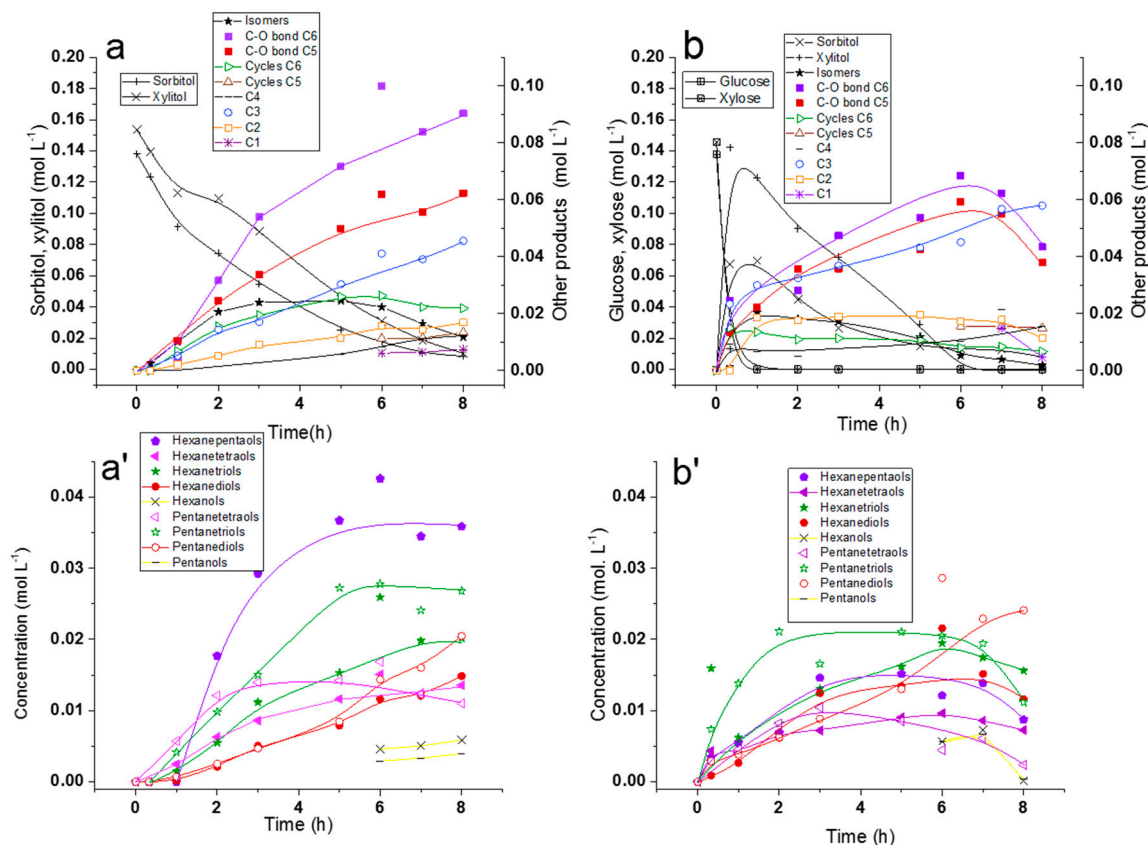 a
Isomers
C-O bond C6
C-O bond C5
Cycles C6
Cycles C5
C4
C3
C2
C1
Sorbitol
Xylitol
0.20
0.18
0.16
0.14
0.12
0.10
0.08
0.06
0.04
0.02
0.00
Sorbitol, xylitol (mol L-1)
0.10
0.08
0.06
0.04
0.02
0.00
Other products (mol L-1)
0 2 4 6 8
Time(h)
b
Sorbitol
Xylitol
Isomers
C-O bond C6
C-O bond C5
Cycles C6
Cycles C5
C4
C3
C2
C1
Glucose
Xylose
0.20
0.18
0.16
0.14
0.12
0.10
0.08
0.06
0.04
0.02
0.00
Glucose, xylose (mol L-1)
0.10
0.08
0.06
0.04
0.02
0.00
Other products (mol L-1)
0 2 4 6 8
Time (h)
a'
Hexanepentaols
Hexanetetraols
Hexanetriols
Hexanediols
Hexanols
Pentanetetraols
Pentanetriols
Pentanediols
Pentanols
0.04
0.03
0.02
0.01
0.00
Concentration (mol L-1)
0 2 4 6 8
Time (h)
b'
Hexanepentaols
Hexanetetraols
Hexanetriols
Hexanediols
Hexanols
Pentanetetraols
Pentanetriols
Pentanediols
Pentanols
0.04
0.03
0.02
0.01
0.00
Concentration (mol. L-1)
0 2 4 6 8
Time (h)